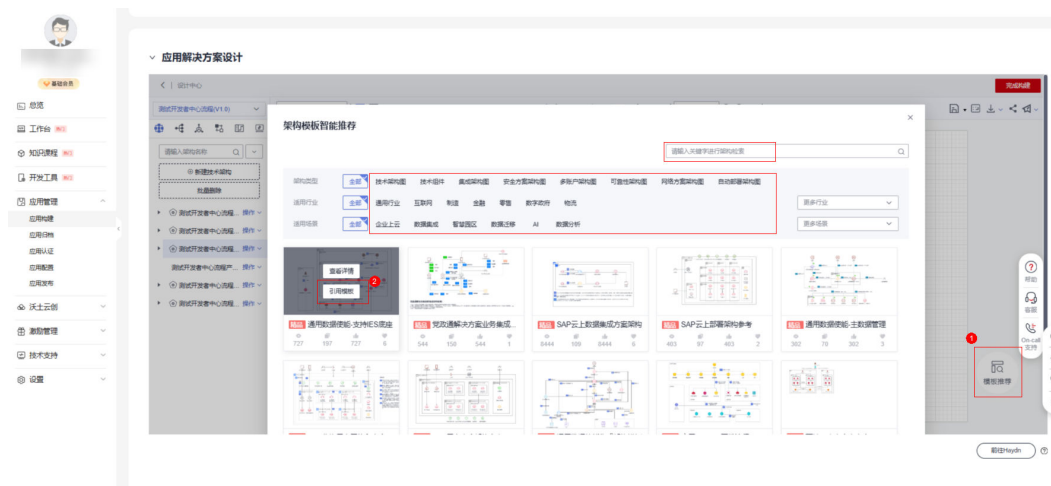 基础会员
总览
工作台 热门
知识课程 热门
开发工具 热门
应用管理
应用构建
应用归档
应用认证
应用配置
应用发布
沃土云创
激励管理
技术支持
设置
应用解决方案设计
设计中心
完成构建
测试开发者中心流程(V1.0)
请输入架构名称
新建技术架构
批量删除
测试开发者中心流程... 操作
测试开发者中心流程... 操作
测试开发者中心流程... 操作
测试开发者中心流程产... 操作
测试开发者中心流程... 操作
测试开发者中心流程... 操作
架构模板智能推荐
请输入关键字进行架构检索
架构类型 全部 技术架构图 技术组件 集成架构图 安全方案架构图 多账户架构图 可靠性架构图 网络方案架构图 自动部署架构图
适用行业 全部 通用行业 互联网 制造 金融 零售 数字政府 物流 更多行业
适用场景 全部 企业上云 数据集成 智慧园区 数据迁移 AI 数据分析 更多场景
查看详情
2
引用模板
通用数据使能-支持IES底座
党政通解决方案业务集成...
SAP云上数据集成方案架构
SAP云上部署架构参考
通用数据使能-主数据管理
727 197 727 6
544 150 544 1
8444 169 8444 9
463 97 463 2
302 78 302 3
1
模板推荐
帮助
客服
On-call
支持
前往Haydn